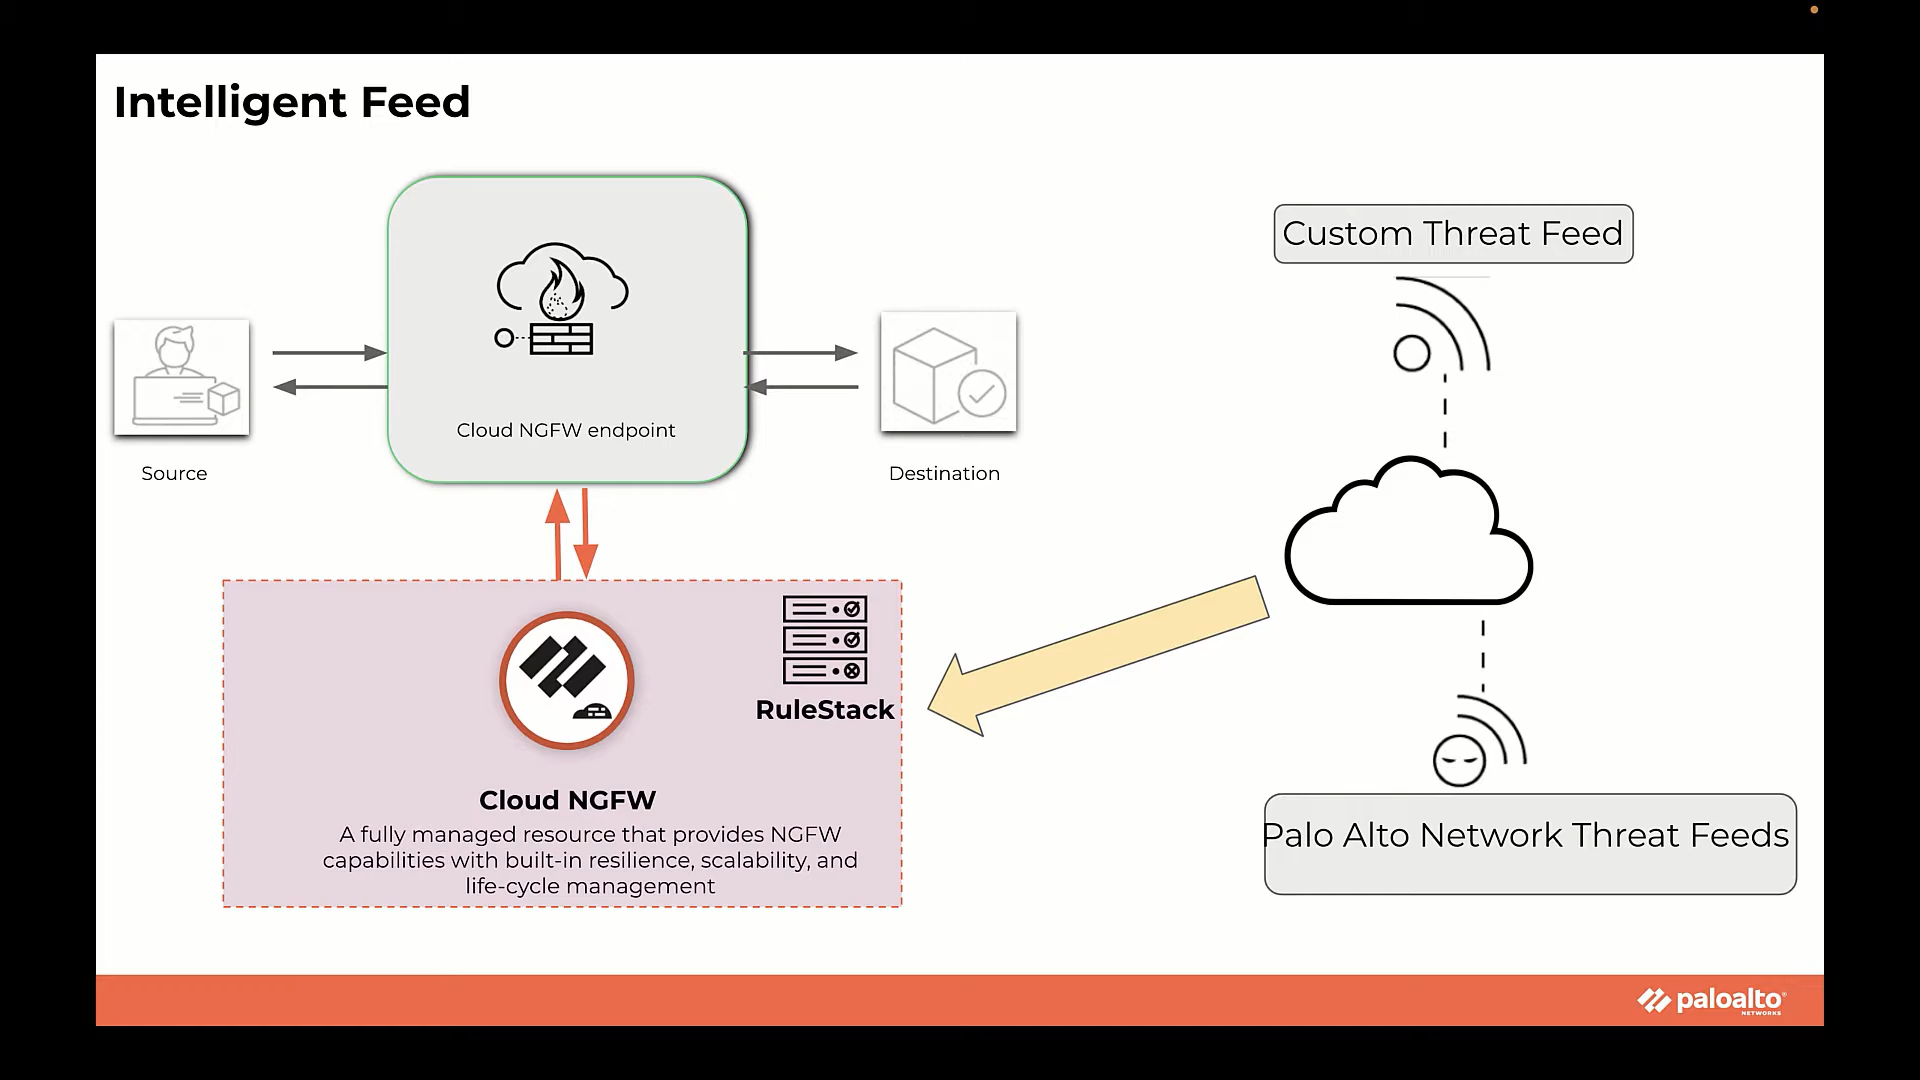 Intelligent Feed
Custom Threat Feed
Cloud NGFW endpoint
Source
Destination
RuleStack
Cloud NGFW
A fully managed resource that provides NGFW
capabilities with built-in resilience, scalability, and
life-cycle management
Palo Alto Network Threat Feeds
paloalto
NETWORKS